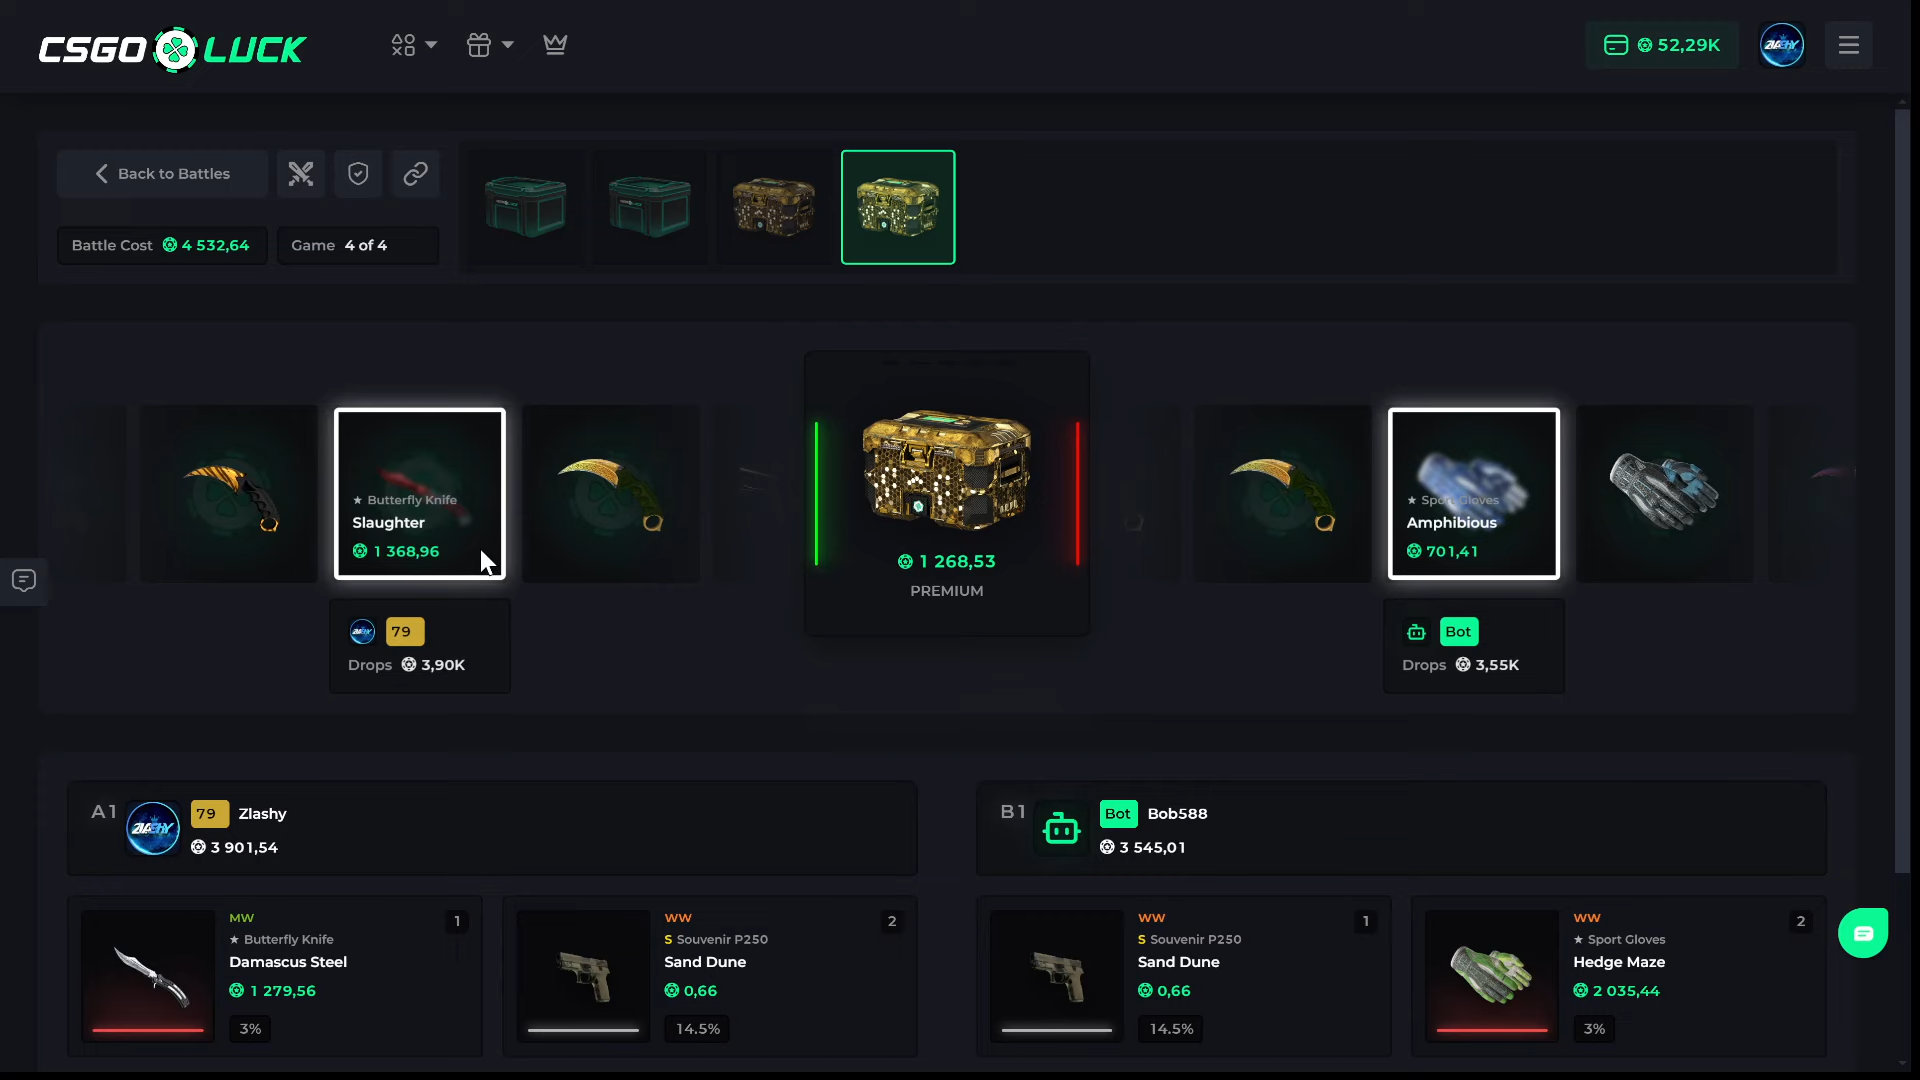 CSGO LUCK
52,29K
Back to Battles
Battle Cost 4 532,64
Game 4 of 4
★ Butterfly Knife
Slaughter
1 368,96
79
Drops 3,90K
1 268,53
PREMIUM
★ Sport Gloves
Amphibious
701,41
Bot
Drops 3,55K
A1
79 Zlashy
3 901,54
MW
★ Butterfly Knife
Damascus Steel
1 279,56
3%
1
WW
S Souvenir P250
Sand Dune
0,66
14.5%
2
B1
Bot Bob588
3 545,01
WW
S Souvenir P250
Sand Dune
0,66
14.5%
1
WW
★ Sport Gloves
Hedge Maze
2 035,44
3%
2